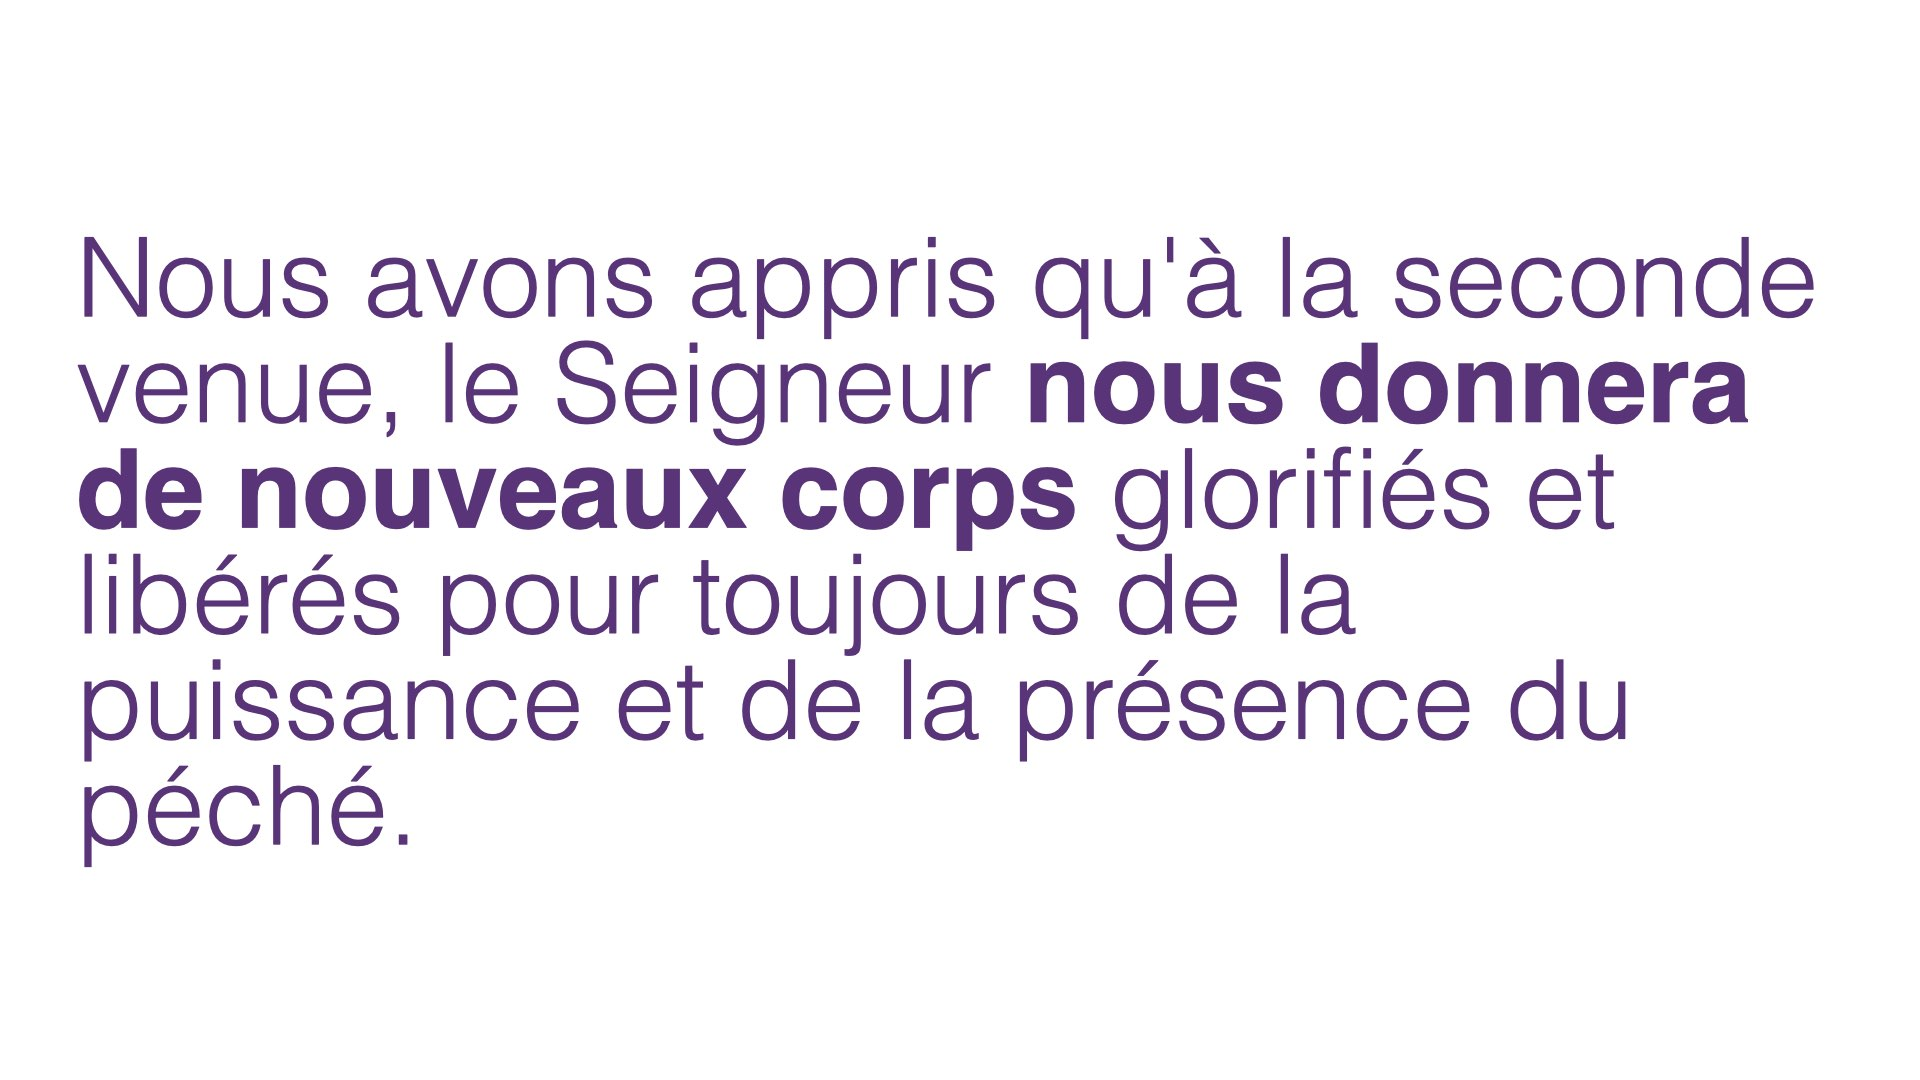 Nous avons appris qu'à la seconde
venue, le Seigneur nous donnera
de nouveaux corps glorifiés et
libérés pour toujours de la
puissance et de la présence du
péché.